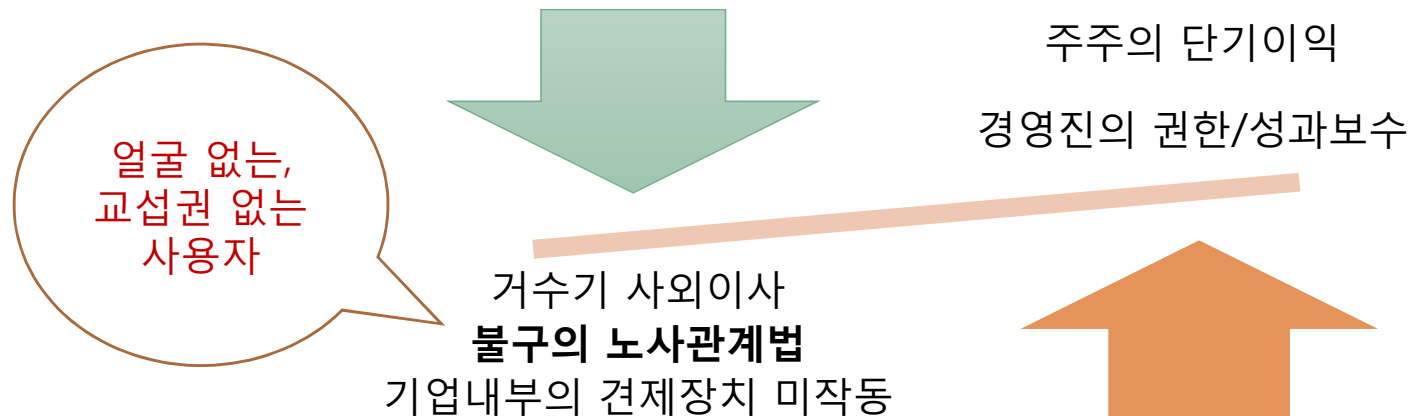 주주의 단기이익
경영진의 권한/성과보수
얼굴 없는,
교섭권 없는
사용자
거수기 사외이사
불구의 노사관계법
기업내부의 견제장치 미작동